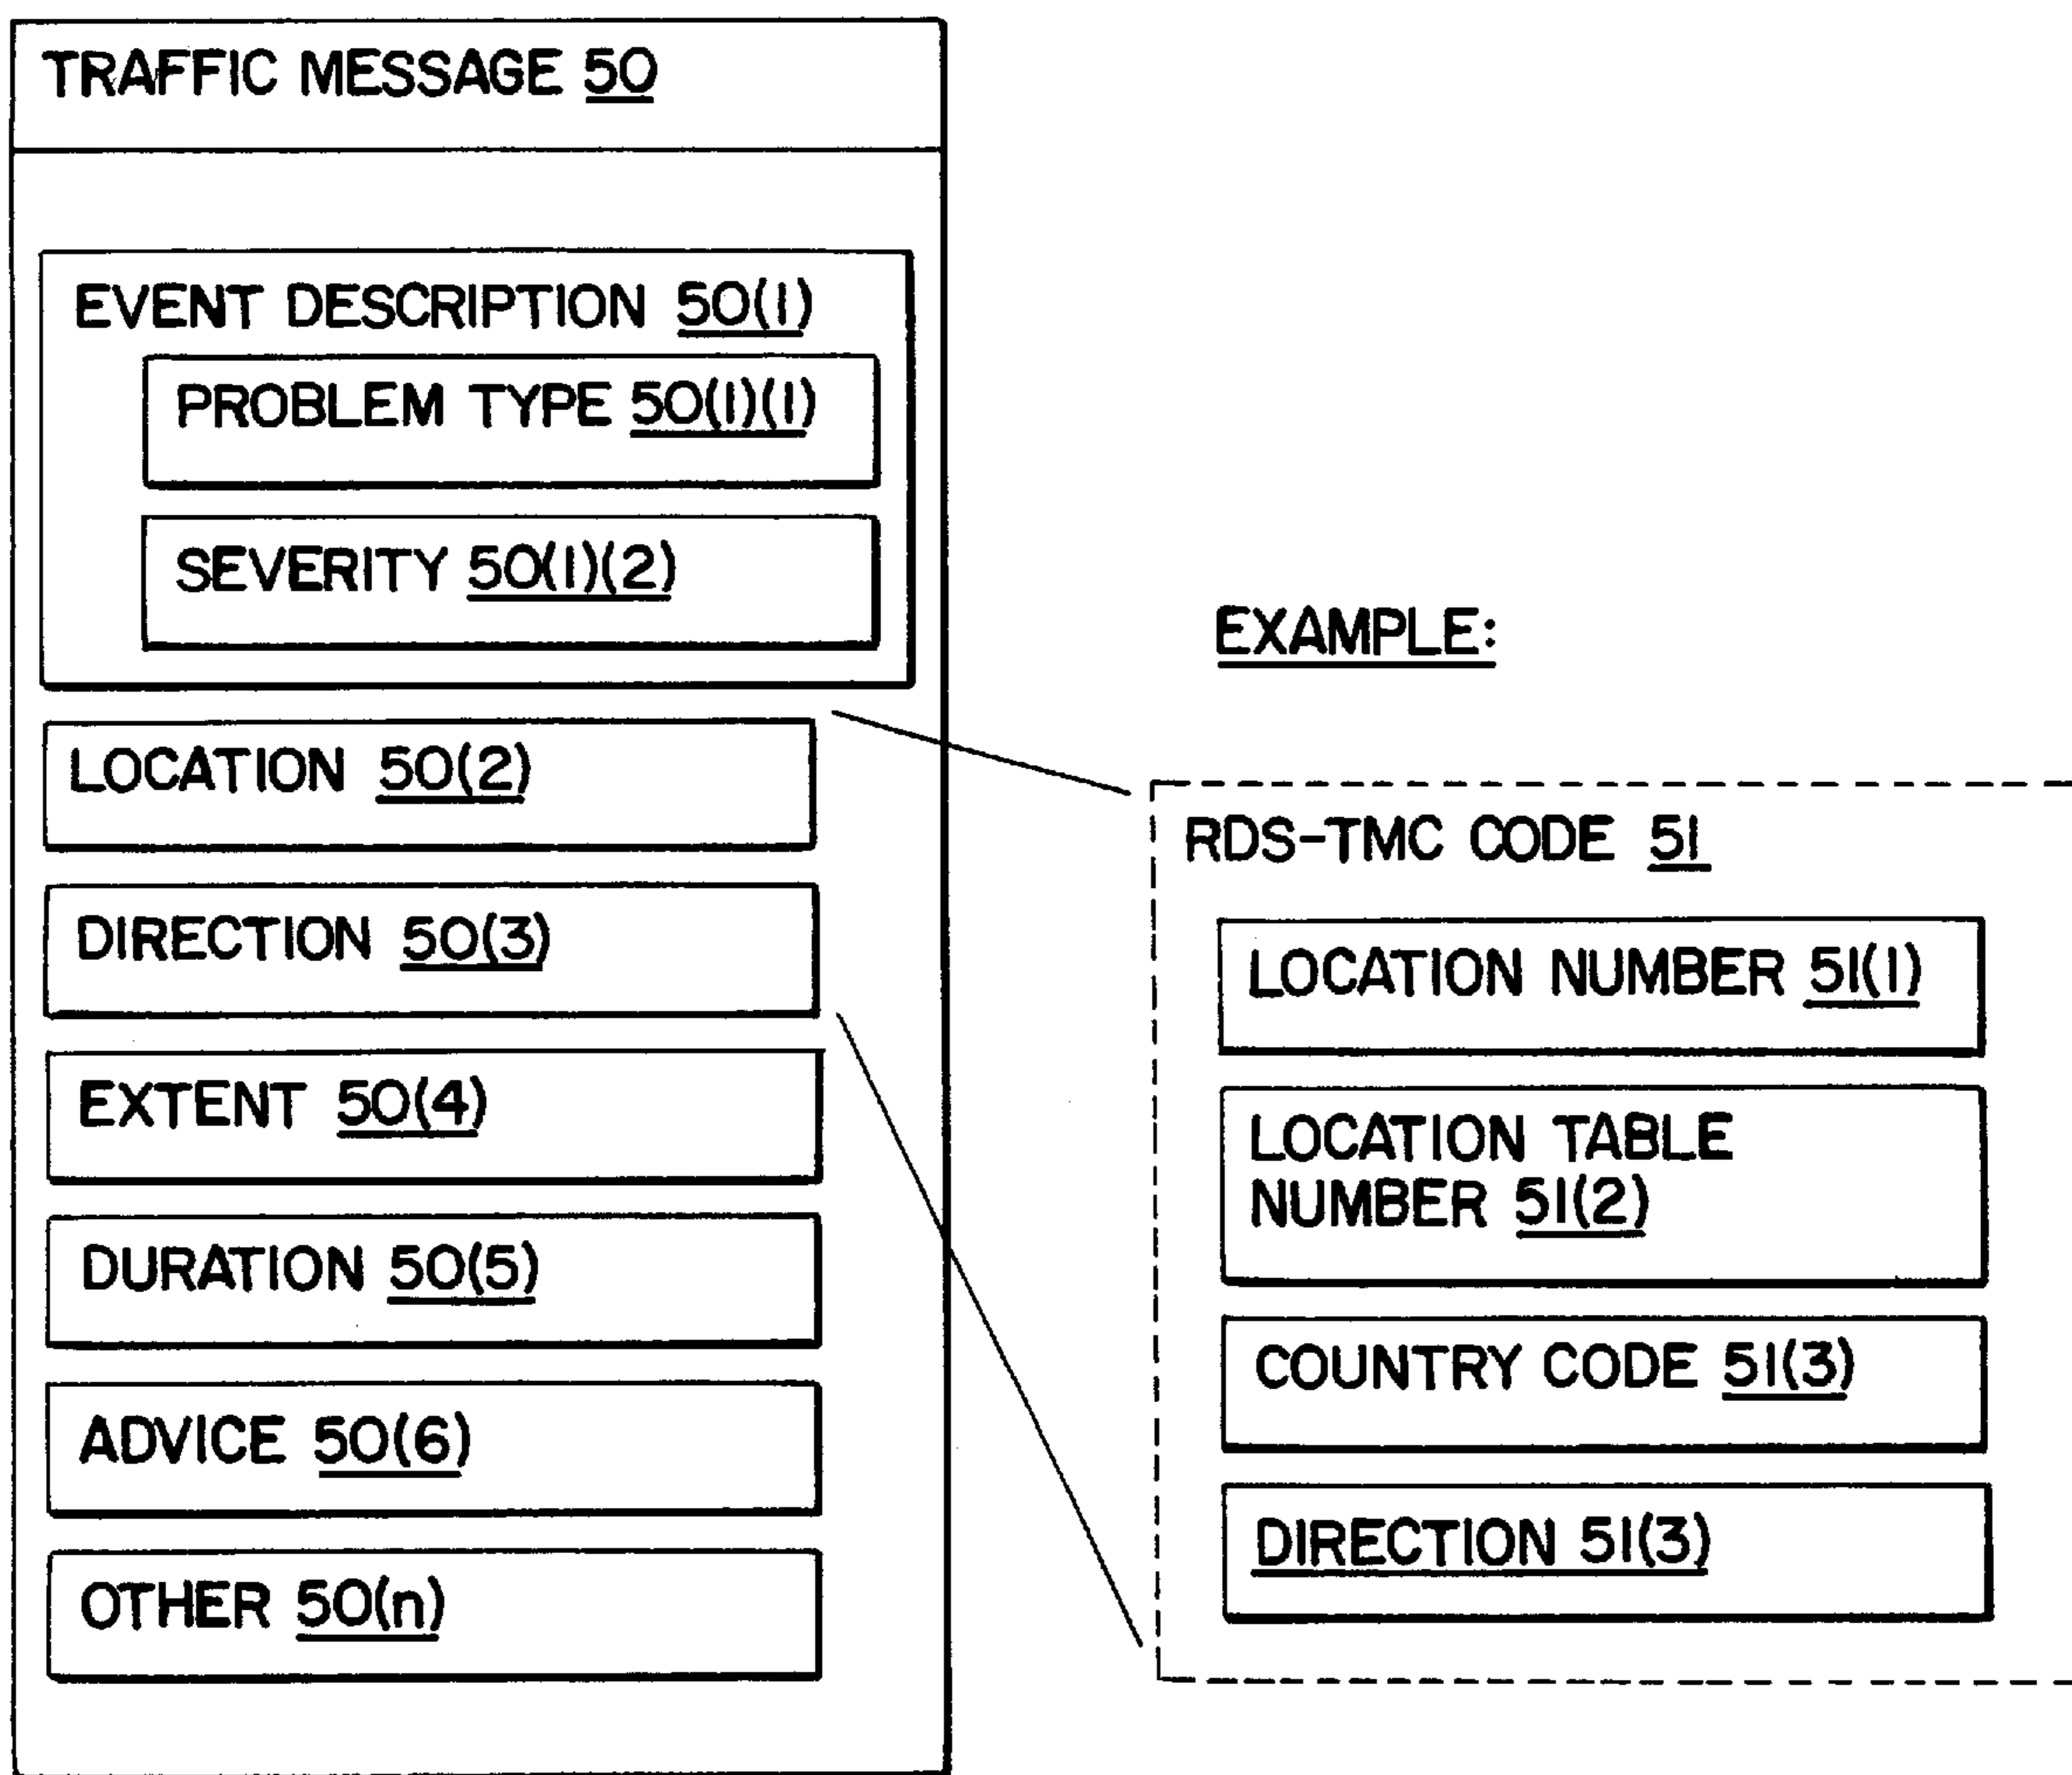 TRAFFIC MESSAGE 50
EVENT DESCRIPTION 50(1)
PROBLEM TYPE 50(1)(1)
SEVERITY 50(1)(2)
LOCATION 50(2)
DIRECTION 50(3)
EXTENT 50(4)
DURATION 50(5)
ADVICE 50(6)
OTHER 50(n)
EXAMPLE:
RDS-TMC CODE 51
LOCATION NUMBER 51(1)
LOCATION TABLE
NUMBER 51(2)
COUNTRY CODE 51(3)
DIRECTION 51(3)